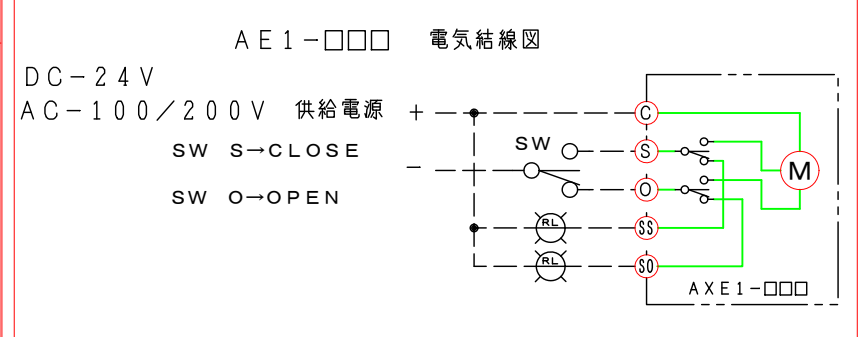 AE1-□□□ 電気結線図
DC-24V
AC-100/200V 供給電源 +
-
SW S→CLOSE
SW O→OPEN
SW
C
S
O
M
RL
SS
RL
SO
AXE1-□□□